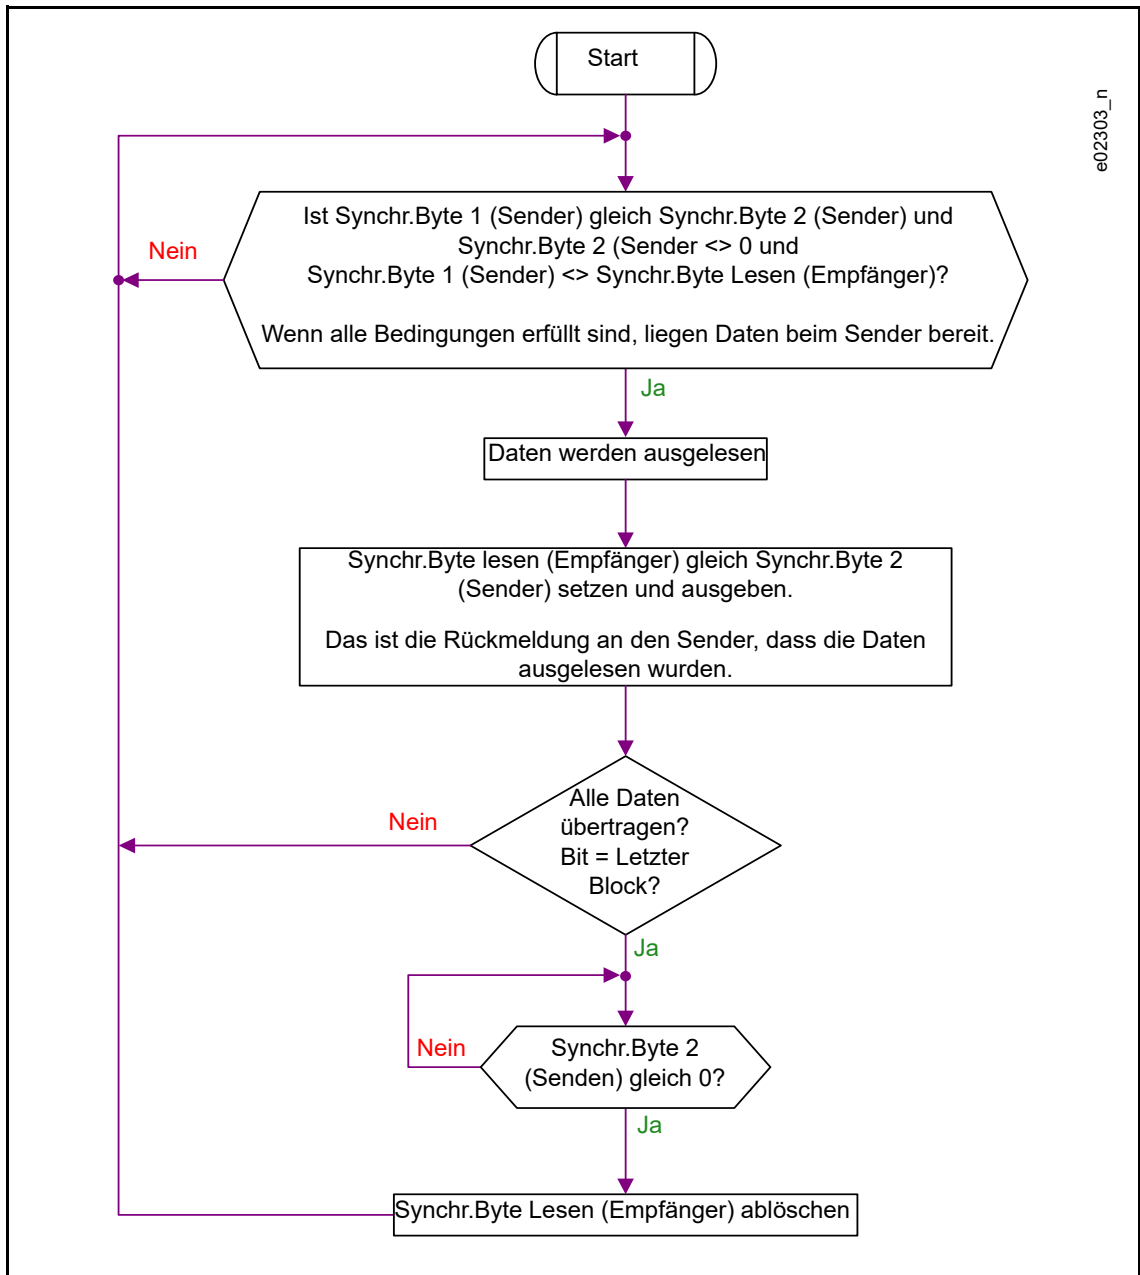 Start
e02303_n
Ist Synchr.Byte 1 (Sender) gleich Synchr.Byte 2 (Sender) und
Synchr.Byte 2 (Sender <> 0 und
Synchr.Byte 1 (Sender) <> Synchr.Byte Lesen (Empfänger)?
Wenn alle Bedingungen erfüllt sind, liegen Daten beim Sender bereit.
Nein
Ja
Daten werden ausgelesen
Synchr.Byte lesen (Empfänger) gleich Synchr.Byte 2
(Sender) setzen und ausgeben.
Das ist die Rückmeldung an den Sender, dass die Daten
ausgelesen wurden.
Alle Daten
übertragen?
Bit = Letzter
Block?
Nein
Ja
Synchr.Byte 2
(Senden) gleich 0?
Nein
Ja
Synchr.Byte Lesen (Empfänger) ablöschen